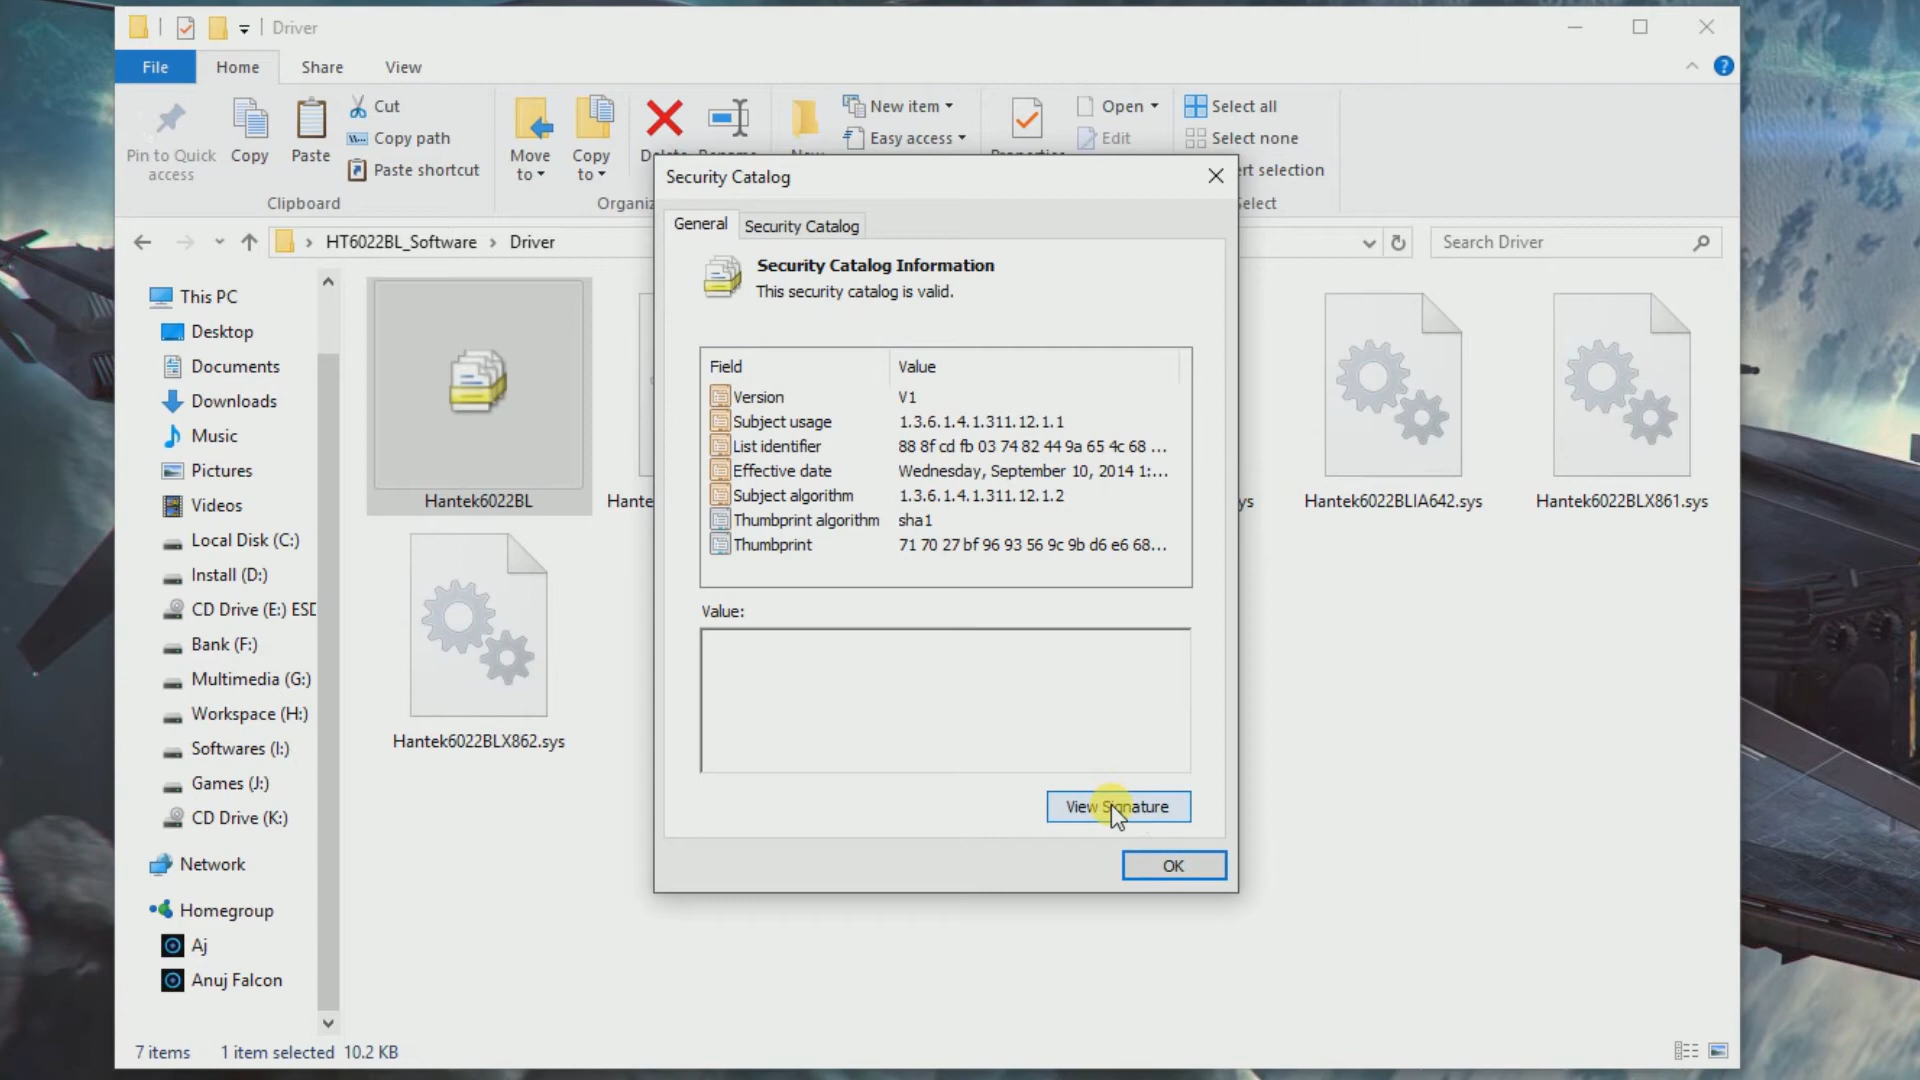 Driver
File
Home
Share
View
Pin to Quick
access
Copy
Paste
Cut
Copy path
Paste shortcut
Clipboard
Move
to
Copy
to
New item
Easy access
Open
Edit
Select all
Select none
selection
HT6022BL_Software
Driver
Search Driver
This PC
Desktop
Documents
Downloads
Music
Pictures
Videos
Local Disk (C:)
Install (D:)
CD Drive (E:) ESD
Bank (F:)
Multimedia (G:)
Workspace (H:)
Softwares (I:)
Games (J:)
CD Drive (K:)
Network
Homegroup
Aj
Anuj Falcon
Hantek6022BL
Hantek6022BLIA642.sys
Hantek6022BLX861.sys
Hantek6022BLX862.sys
Security Catalog
General
Security Catalog
Security Catalog Information
This security catalog is valid.
Field Value
Version V1
Subject usage 1.3.6.1.4.1.311.12.1.1
List identifier 88 8f cd fb 03 74 82 44 9a 65 4c 68 ...
Effective date Wednesday, September 10, 2014 1:...
Subject algorithm 1.3.6.1.4.1.311.12.1.2
Thumbprint algorithm sha1
Thumbprint 71 70 27 bf 96 93 56 9c 9b d6 e6 68...
Value:
View Signature
OK
7 items 1 item selected 10.2 KB